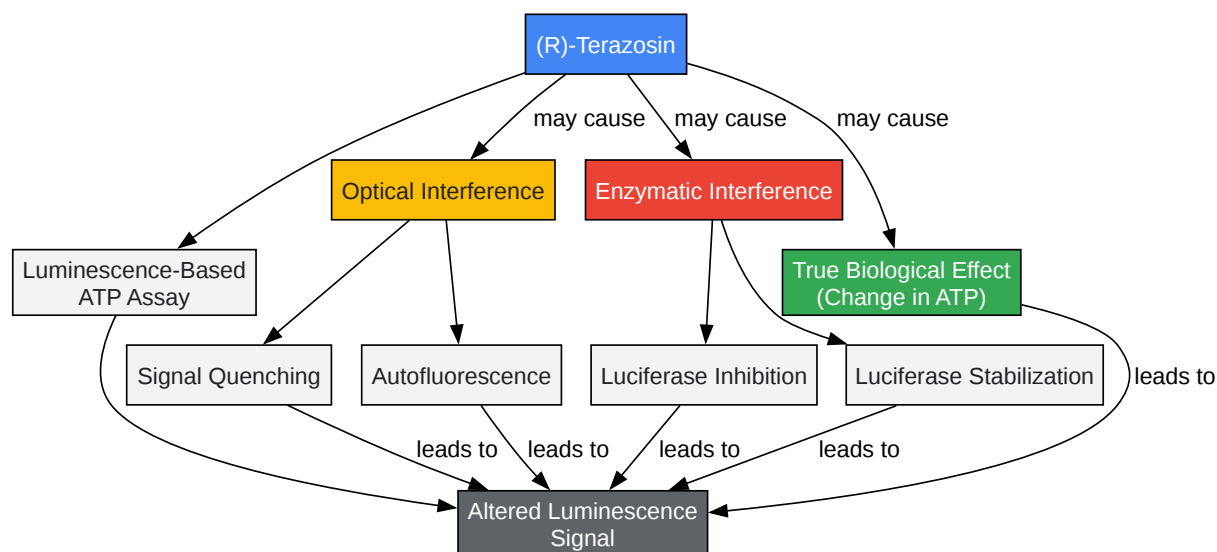 (R)-Terazosin
may cause
may cause
may cause
Optical Interference
Enzymatic Interference
Luminescence-Based
ATP Assay
True Biological Effect
(Change in ATP)
Signal Quenching
Autofluorescence
Luciferase Inhibition
Luciferase Stabilization
leads to
leads to
leads to
leads to
leads to
Altered Luminescence
Signal